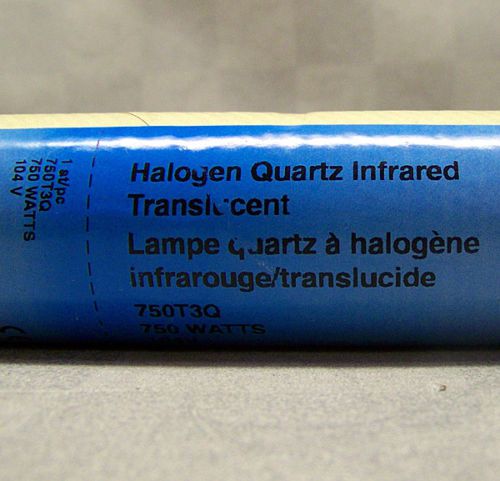 Halogen Quartz Infrared
Translucent
Lampe quartz à halogène
infrarouge/translucide
750T3Q
750 WATTS
1 st/pc
750T3Q
750 WATTS
104 V